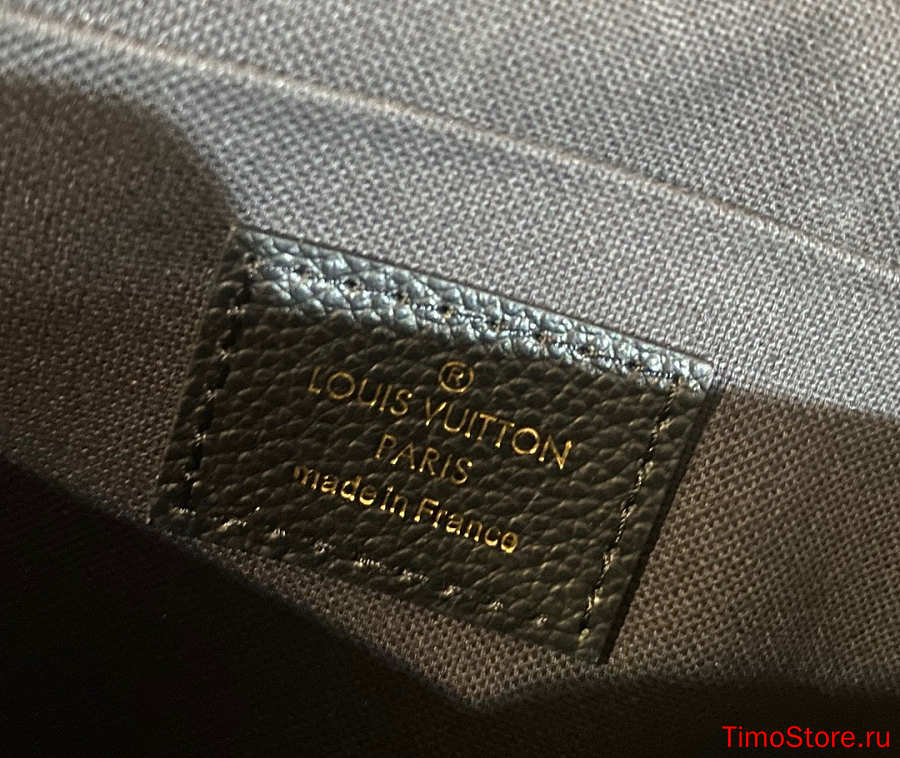 ®
LOUIS VUITTON
PARIS
made in France
TimoStore.ru